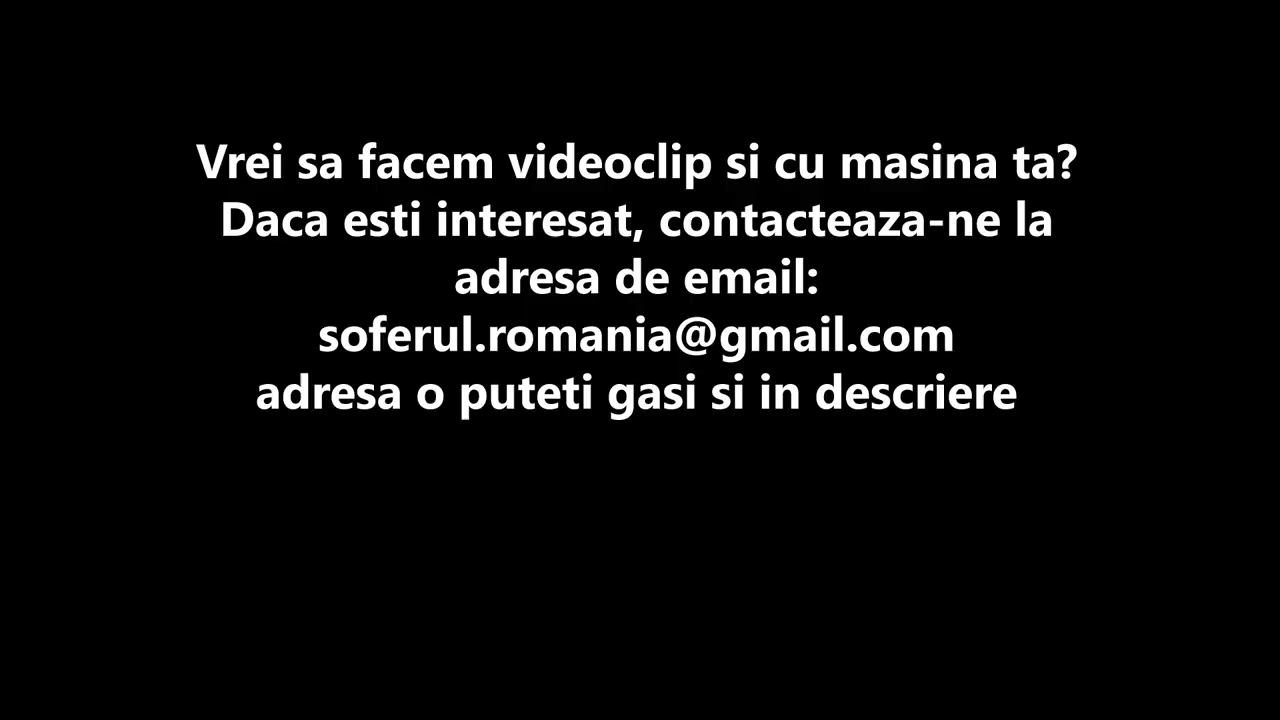 Vrei sa facem videoclip si cu masina ta?
Daca esti interesat, contacteaza-ne la
adresa de email:
soferul.romania@gmail.com
adresa o puteti gasi si in descriere